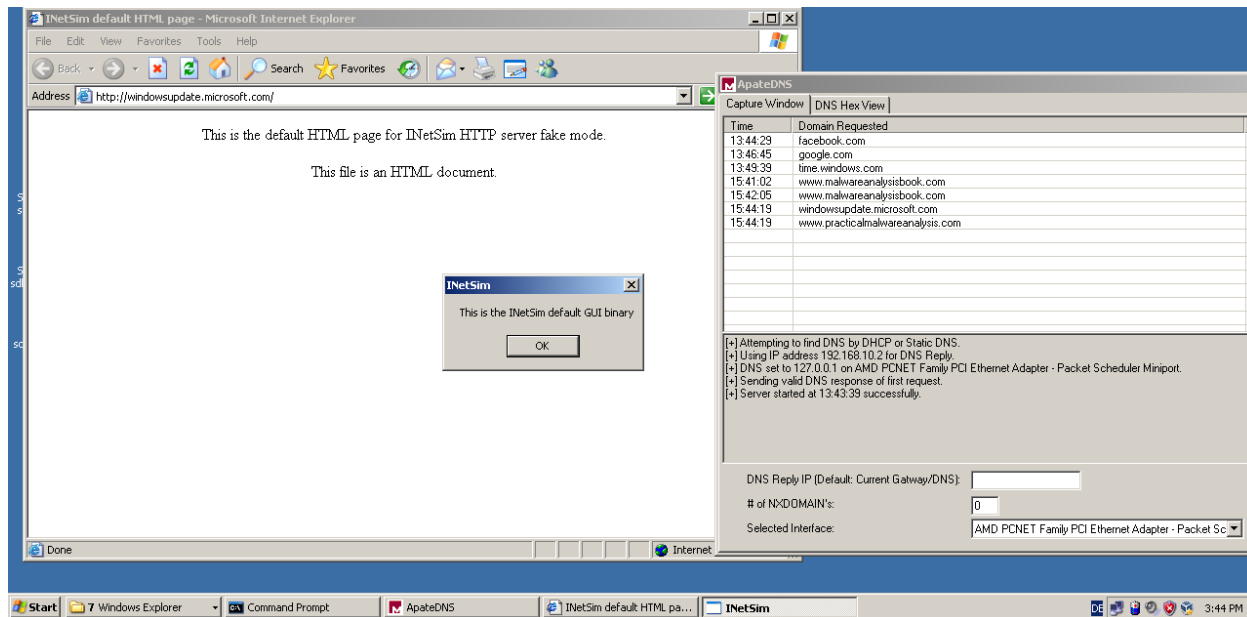 INetSim default HTML page - Microsoft Internet Explorer
File Edit View Favorites Tools Help
Back Search Favorites
Address http://windowsupdate.microsoft.com/
This is the default HTML page for INetSim HTTP server fake mode.
This file is an HTML document.
INetSim
This is the INetSim default GUI binary
OK
Done Internet
ApateDNS
Capture Window DNS Hex View
Time Domain Requested
13:44:29 facebook.com
13:46:45 google.com
13:49:39 time.windows.com
15:41:02 www.malwareanalysisbook.com
15:42:05 www.malwareanalysisbook.com
15:44:19 windowsupdate.microsoft.com
15:44:19 www.practicalmalwareanalysis.com
[+] Attempting to find DNS by DHCP or Static DNS.
[+] Using IP address 192.168.10.2 for DNS Reply.
[+] DNS set to 127.0.0.1 on AMD PCNET Family PCI Ethernet Adapter - Packet Scheduler Miniport.
[+] Sending valid DNS response of first request.
[+] Server started at 13:43:39 successfully.
DNS Reply IP (Default: Current Gatway/DNS):
# of NXDOMAIN's: 0
Selected Interface: AMD PCNET Family PCI Ethernet Adapter - Packet Sc
Start 7 Windows Explorer Command Prompt ApateDNS INetSim default HTML pa... INetSim DE 3:44 PM